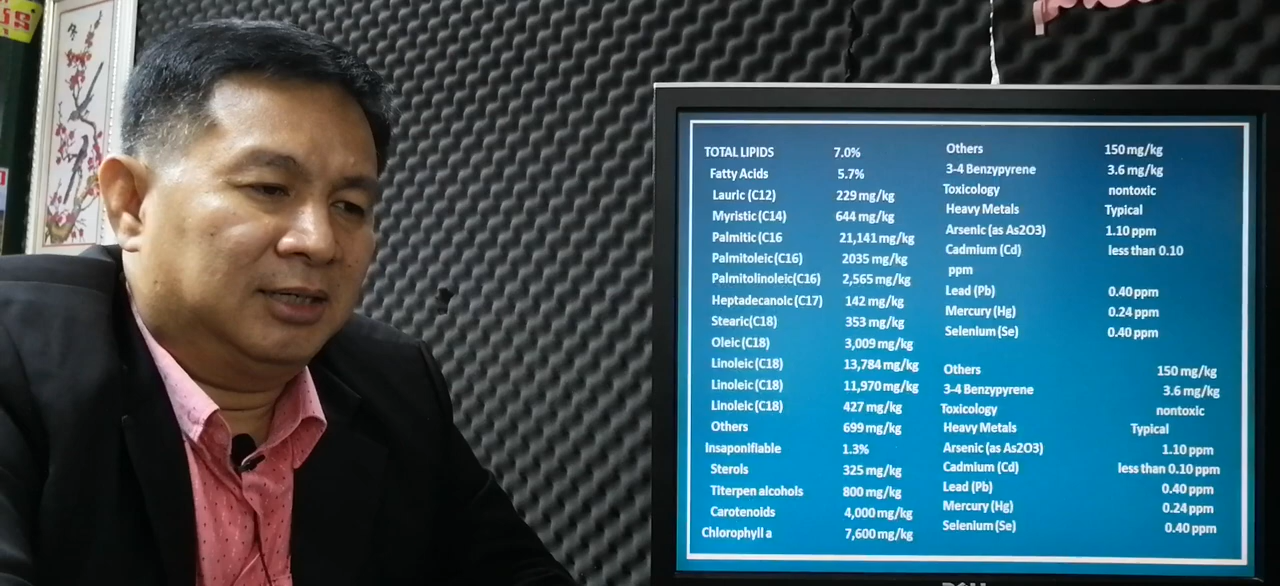 TOTAL LIPIDS 7.0%
Fatty Acids 5.7%
Lauric (C12) 229 mg/kg
Myristic (C14) 644 mg/kg
Palmitic (C16 21,141 mg/kg
Palmitoleic (C16) 2035 mg/kg
Palmitolinoleic(C16) 2,565 mg/kg
Heptadecanolc (C17) 142 mg/kg
Stearic(C18) 353 mg/kg
Oleic (C18) 3,009 mg/kg
Linoleic (C18) 13,784 mg/kg
Linoleic (C18) 11,970 mg/kg
Linoleic (C18) 427 mg/kg
Others 699 mg/kg
Insaponifiable 1.3%
Sterols 325 mg/kg
Titerpen alcohols 800 mg/kg
Carotenoids 4,000 mg/kg
Chlorophyll a 7,600 mg/kg
Others 150 mg/kg
3-4 Benzypyrene 3.6 mg/kg
Toxicology nontoxic
Heavy Metals Typical
Arsenic (as As2O3) 1.10 ppm
Cadmium (Cd) less than 0.10
ppm
Lead (Pb) 0.40 ppm
Mercury (Hg) 0.24 ppm
Selenium (Se) 0.40 ppm
Others 150 mg/kg
3-4 Benzypyrene 3.6 mg/kg
Toxicology nontoxic
Heavy Metals Typical
Arsenic (as As2O3) 1.10 ppm
Cadmium (Cd) less than 0.10 ppm
Lead (Pb) 0.40 ppm
Mercury (Hg) 0.24 ppm
Selenium (Se) 0.40 ppm